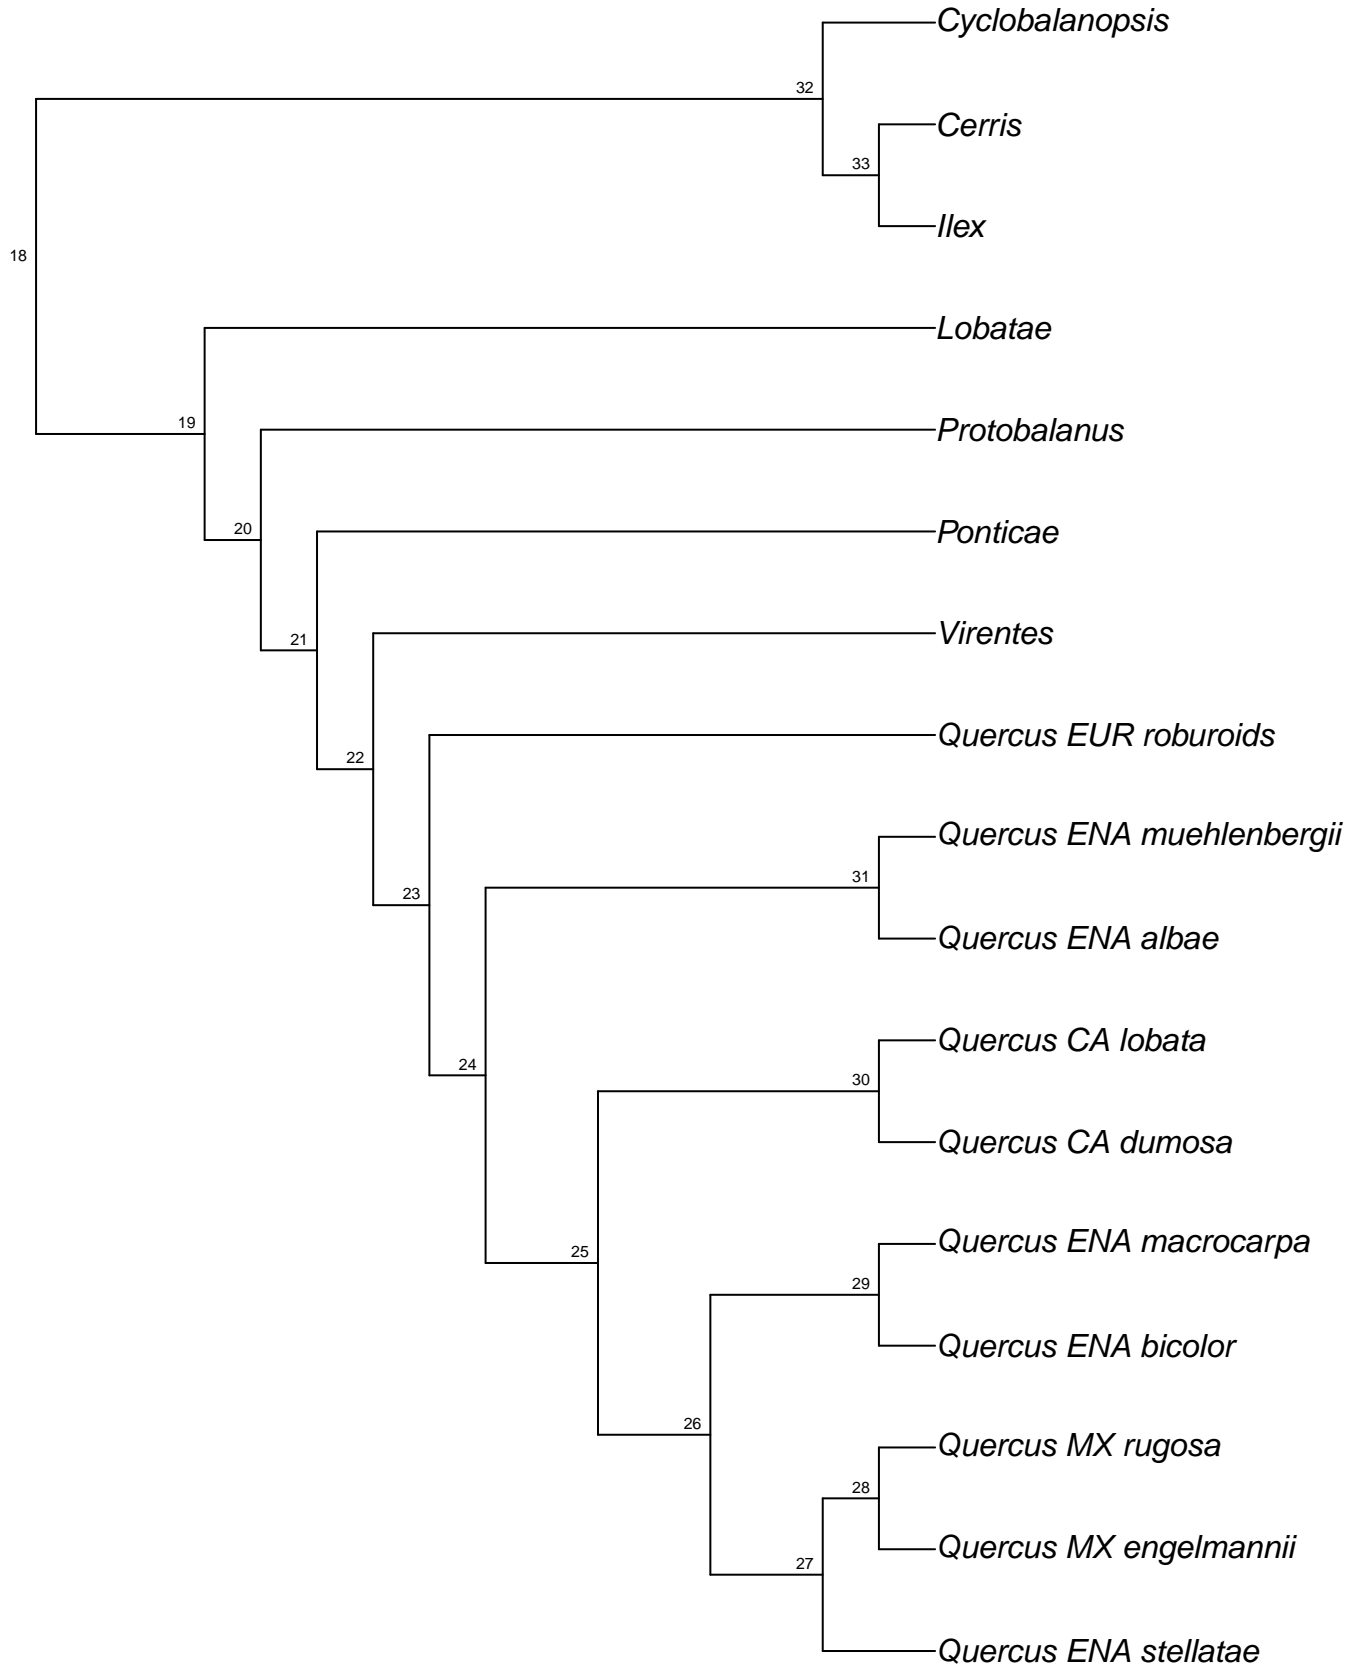 Cyclobalanopsis
32
Cerris
33
Ilex
18
Lobatae
19
Protobalanus
20
Ponticae
21
Virentes
22
Quercus EUR roburoids
Quercus ENA muehlenbergii
31
23
Quercus ENA albae
Quercus CA lobata
24
30
Quercus CA dumosa
Quercus ENA macrocarpa
25
29
Quercus ENA bicolor
26
Quercus MX rugosa
28
Quercus MX engelmannii
27
Quercus ENA stellatae